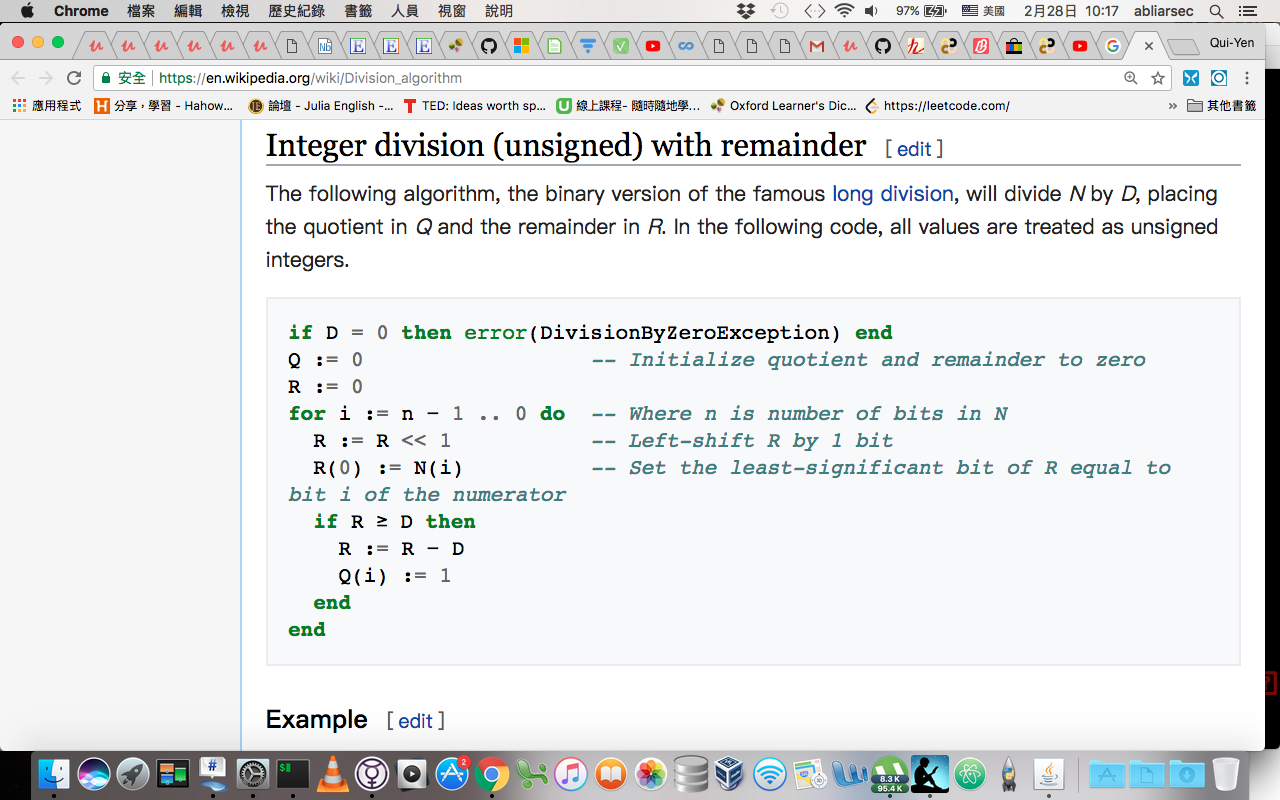 Chrome 檔案 編輯 檢視 歷史紀錄 書籤 人員 視窗 說明 97% 美國 2月28日 10:17 abliarsec
Qui-Yen
安全 https://en.wikipedia.org/wiki/Division_algorithm
應用程式 分享，學習 - Hahow... 論壇 - Julia English -... TED: Ideas worth sp... 線上課程- 隨時隨地學... Oxford Learner's Dic... https://leetcode.com/ » 其他書籤
Integer division (unsigned) with remainder [ edit ]
The following algorithm, the binary version of the famous long division, will divide N by D, placing
the quotient in Q and the remainder in R. In the following code, all values are treated as unsigned
integers.
if D = 0 then error(DivisionByZeroException) end
Q := 0 -- Initialize quotient and remainder to zero
R := 0
for i := n − 1 .. 0 do -- Where n is number of bits in N
R := R << 1 -- Left-shift R by 1 bit
R(0) := N(i) -- Set the least-significant bit of R equal to
bit i of the numerator
if R ≥ D then
R := R − D
Q(i) := 1
end
end
Example [ edit ]
2
8.3 K
95.4 K